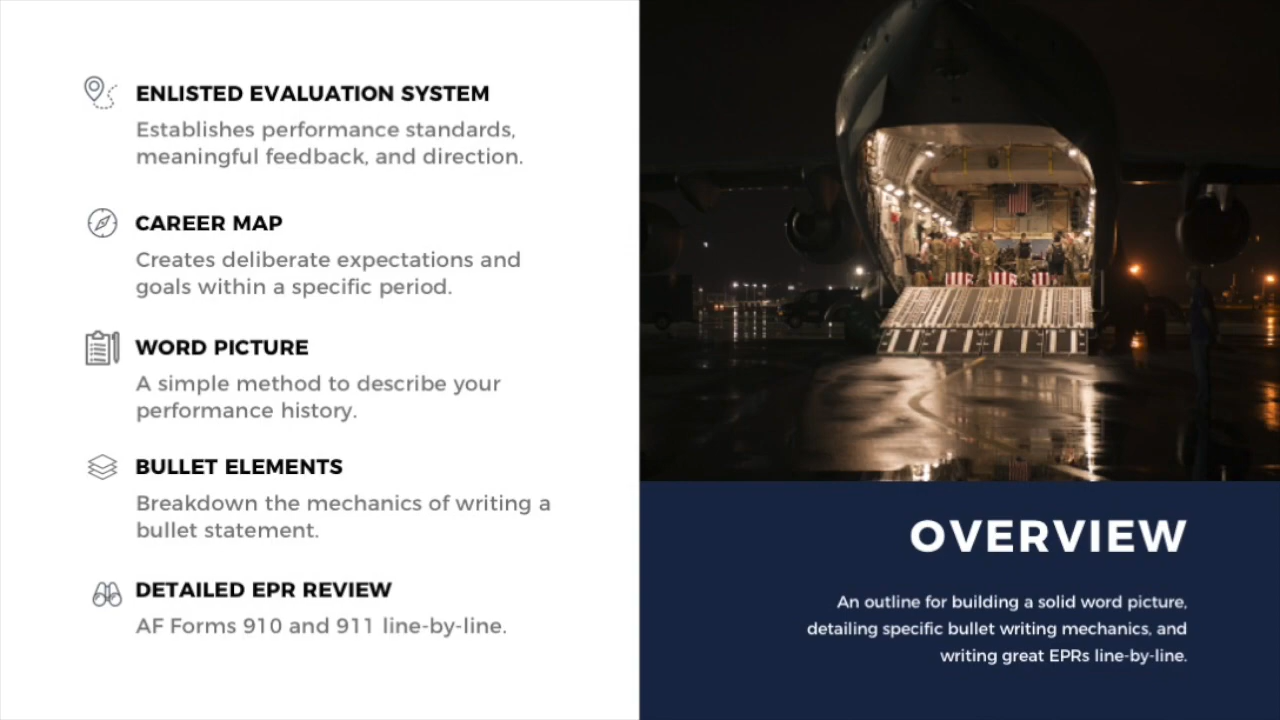 ENLISTED EVALUATION SYSTEM
Establishes performance standards,
meaningful feedback, and direction.
CAREER MAP
Creates deliberate expectations and
goals within a specific period.
WORD PICTURE
A simple method to describe your
performance history.
BULLET ELEMENTS
Breakdown the mechanics of writing a
bullet statement.
DETAILED EPR REVIEW
AF Forms 910 and 911 line-by-line.
OVERVIEW
An outline for building a solid word picture,
detailing specific bullet writing mechanics, and
writing great EPRs line-by-line.